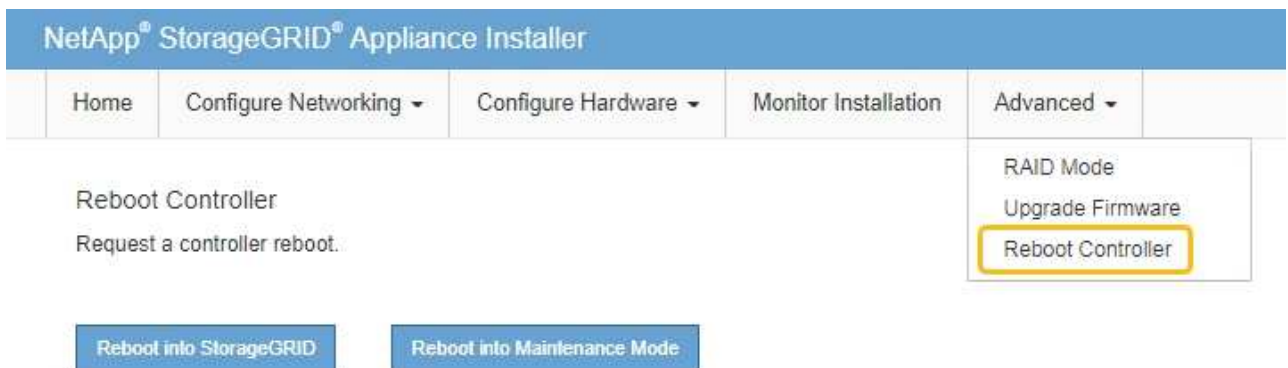 NetApp® StorageGRID® Appliance Installer
Home Configure Networking Configure Hardware Monitor Installation Advanced
RAID Mode
Upgrade Firmware
Reboot Controller
Reboot Controller
Request a controller reboot.
Reboot into StorageGRID Reboot into Maintenance Mode